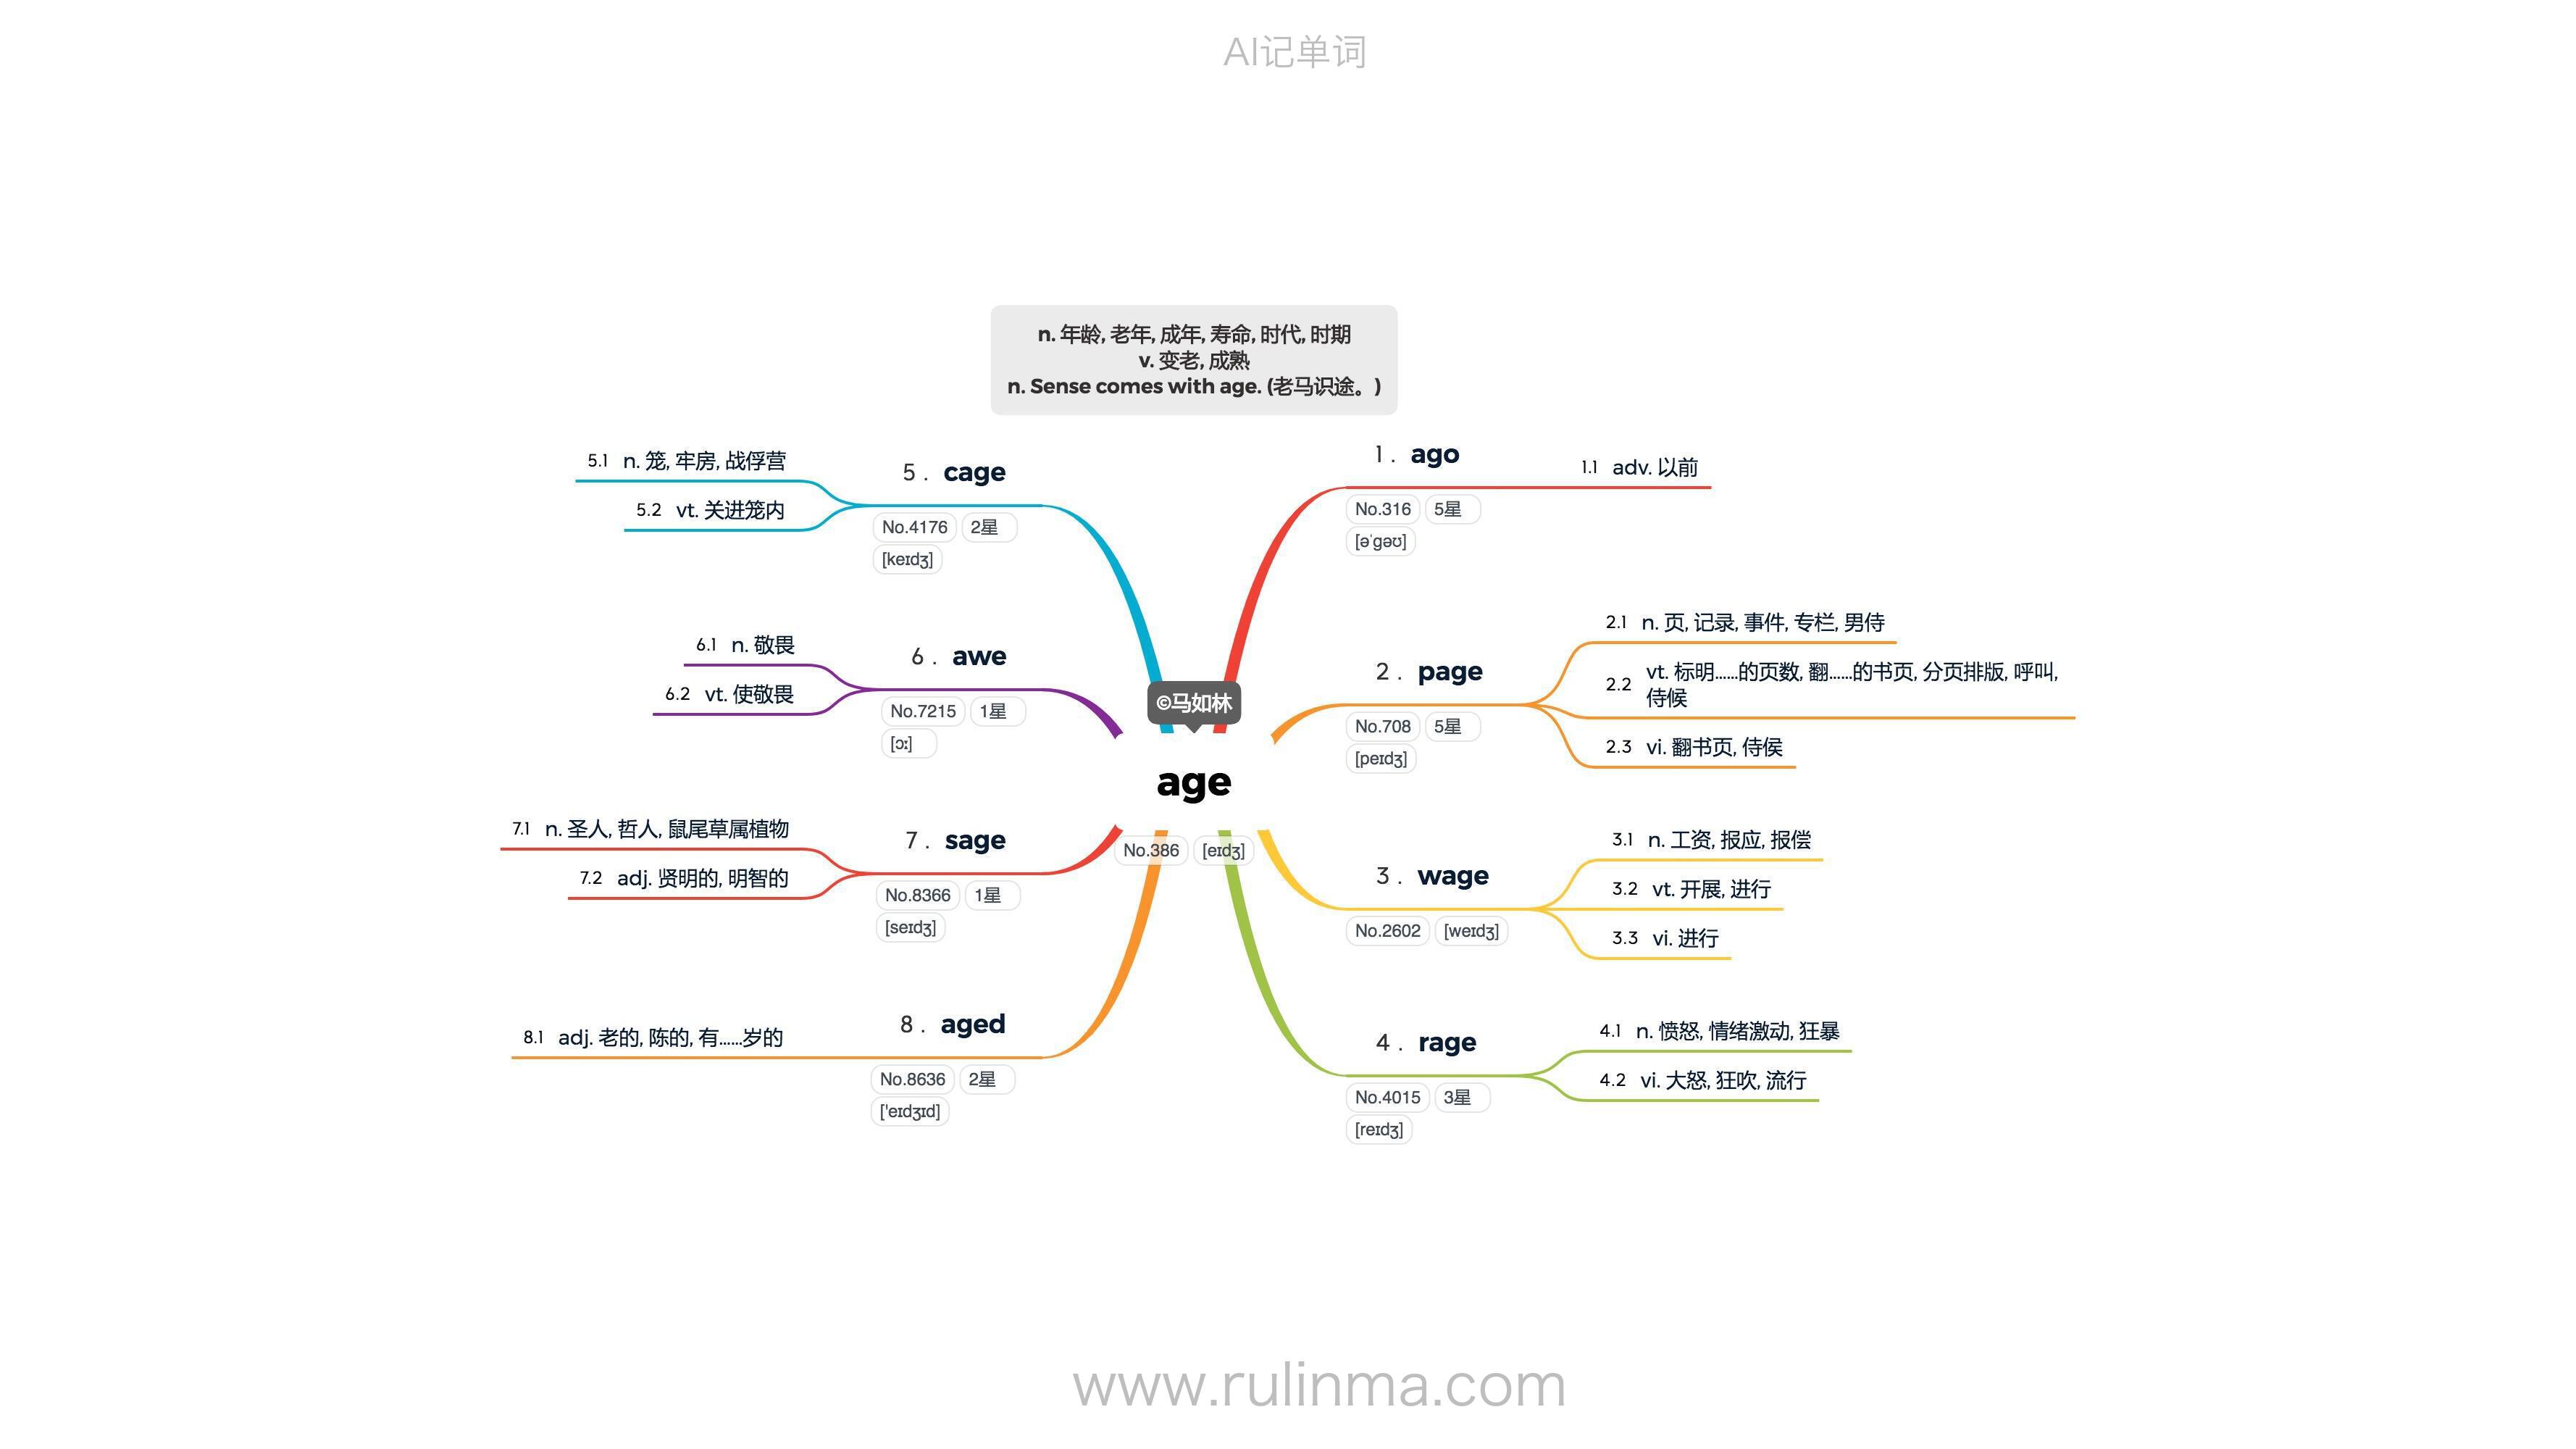 AI记单词
n. 年龄, 老年, 成年, 寿命, 时代, 时期
v. 变老, 成熟
n. Sense comes with age. (老马识途。)
©马如林
age
No.386 [eɪdʒ]
1. ago
No.316 5星
[əˈgəʊ]
1.1 adv. 以前
2. page
No.708 5星
[peɪdʒ]
2.1 n. 页, 记录, 事件, 专栏, 男侍
2.2 vt. 标明……的页数, 翻……的书页, 分页排版, 呼叫,
侍候
2.3 vi. 翻书页, 侍侯
3. wage
No.2602 [weɪdʒ]
3.1 n. 工资, 报应, 报偿
3.2 vt. 开展, 进行
3.3 vi. 进行
4. rage
No.4015 3星
[reɪdʒ]
4.1 n. 愤怒, 情绪激动, 狂暴
4.2 vi. 大怒, 狂吹, 流行
5. cage
No.4176 2星
[keɪdʒ]
5.1 n. 笼, 牢房, 战俘营
5.2 vt. 关进笼内
6. awe
No.7215 1星
[ɔː]
6.1 n. 敬畏
6.2 vt. 使敬畏
7. sage
No.8366 1星
[seɪdʒ]
7.1 n. 圣人, 哲人, 鼠尾草属植物
7.2 adj. 贤明的, 明智的
8. aged
No.8636 2星
['eɪdʒɪd]
8.1 adj. 老的, 陈的, 有……岁的
www.rulinma.com